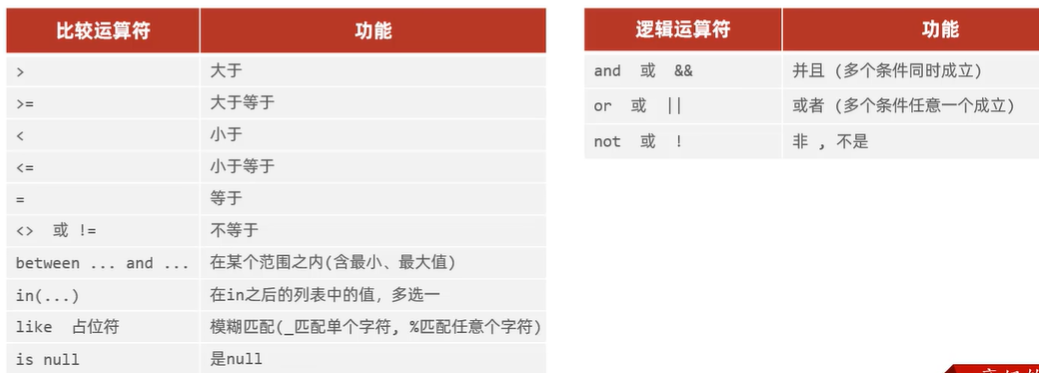 比较运算符 功能
> 大于
>= 大于等于
< 小于
<= 小于等于
= 等于
<> 或 != 不等于
between ... and ... 在某个范围之内(含最小、最大值)
in(...) 在in之后的列表中的值，多选一
like 占位符 模糊匹配(_匹配单个字符, %匹配任意个字符)
is null 是null
逻辑运算符 功能
and 或 && 并且 (多个条件同时成立)
or 或 || 或者 (多个条件任意一个成立)
not 或 ! 非 , 不是